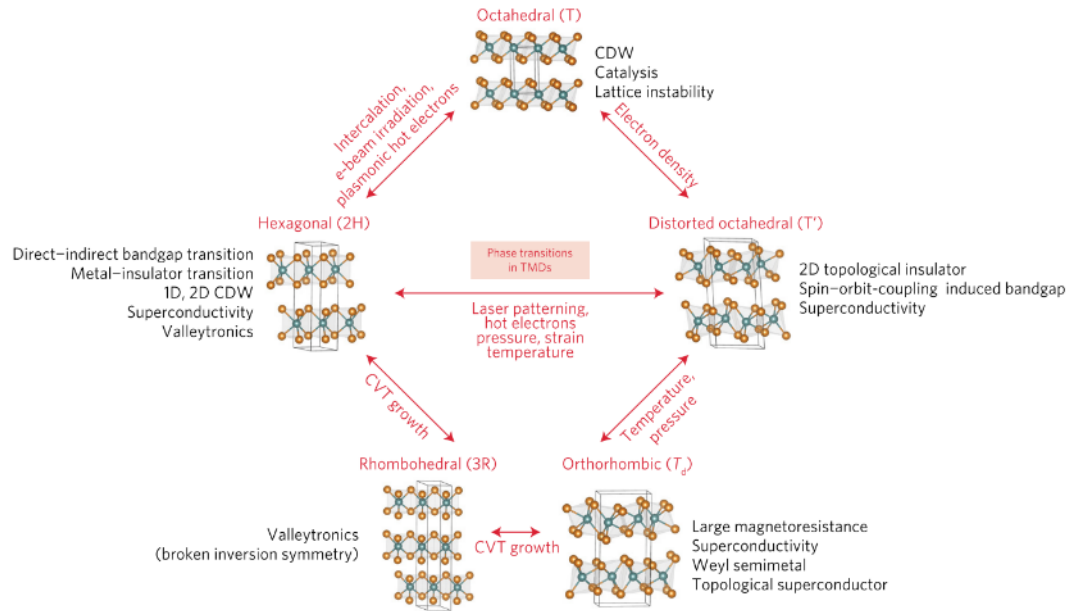 Octahedral (T)
CDW
Catalysis
Lattice instability
Intercalation,
e-beam irradiation,
plasmonic hot electrons
Electron density
Hexagonal (2H)
Direct–indirect bandgap transition
Metal–insulator transition
1D, 2D CDW
Superconductivity
Valleytronics
Phase transitions
in TMDs
Laser patterning,
hot electrons
pressure, strain
temperature
Distorted octahedral (T')
2D topological insulator
Spin–orbit-coupling induced bandgap
Superconductivity
CVT growth
Temperature,
pressure
Rhombohedral (3R)
Valleytronics
(broken inversion symmetry)
CVT growth
Orthorhombic (Td)
Large magnetoresistance
Superconductivity
Weyl semimetal
Topological superconductor